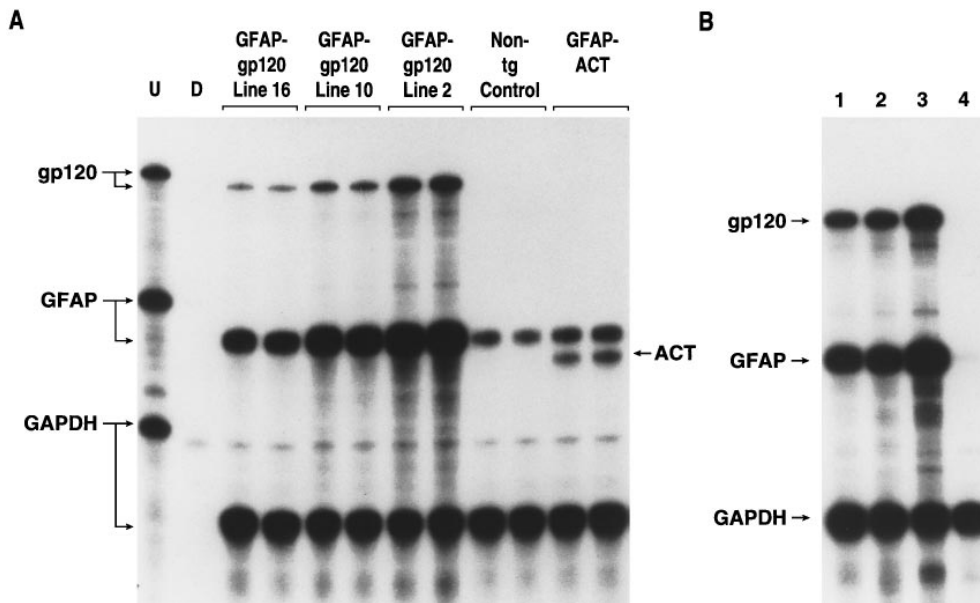 A
B
U
D
GFAP-
gp120
Line 16
GFAP-
gp120
Line 10
GFAP-
gp120
Line 2
Non-
tg
Control
GFAP-
ACT
gp120
GFAP
GAPDH
ACT
1 2 3 4
gp120
GFAP
GAPDH